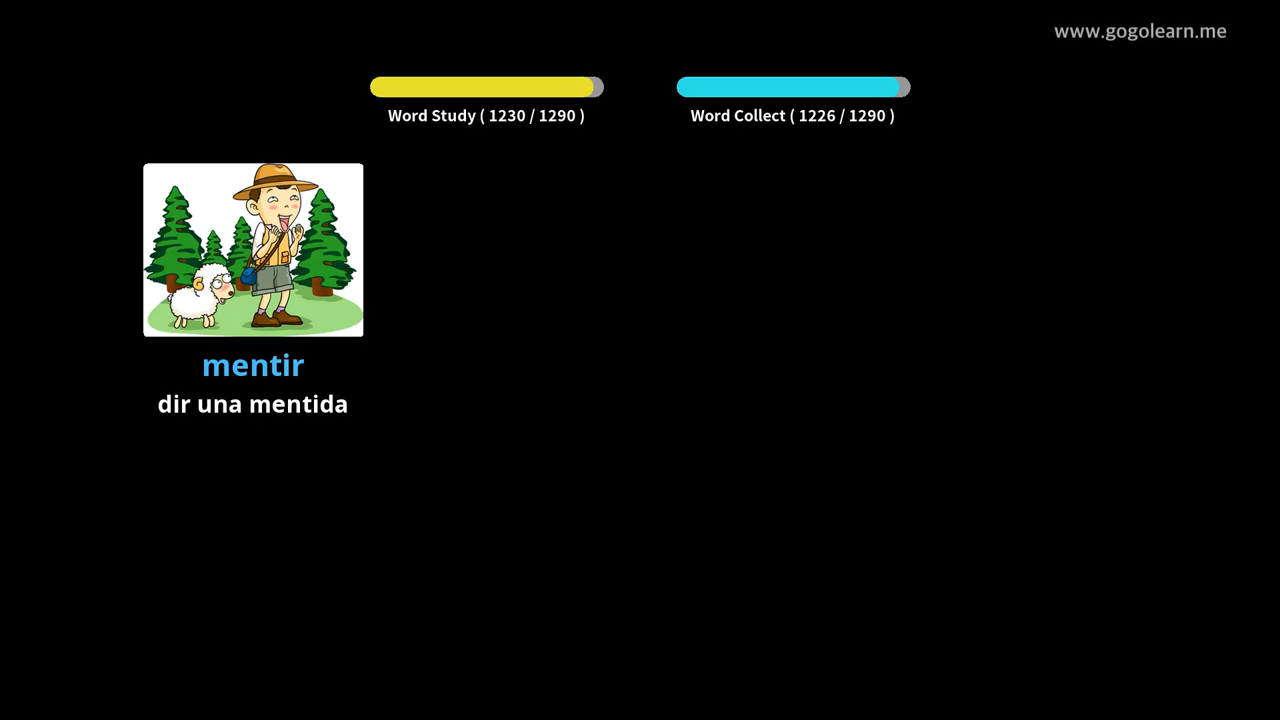 www.gogolearn.me
Word Study ( 1230 / 1290 )
Word Collect ( 1226 / 1290 )
mentir
dir una mentida